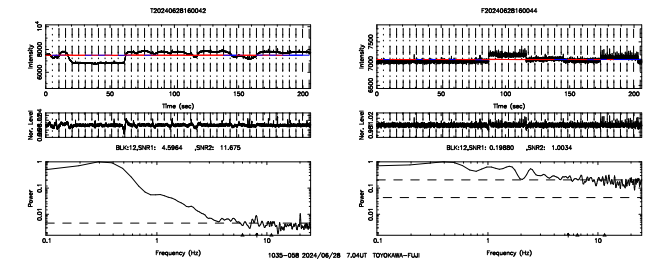 T20240628160042
F20240628160044
Intensity
6000
8000
10⁴
0
50
100
150
200
Time (sec)
Intensity
6500
7000
7500
0
50
100
150
200
Time (sec)
Nor. Level
Nor. Level
BLK:12,SNR1: 4.5964 ,SNR2: 11.675
BLK:12,SNR1: 0.19880 ,SNR2: 1.0034
Power
1
0.1
0.01
0.1
1
10
Frequency (Hz)
Power
1
0.1
0.01
0.1
1
10
Frequency (Hz)
1035-058 2024/06/28 7.04UT TOYOKAWA-FUJI